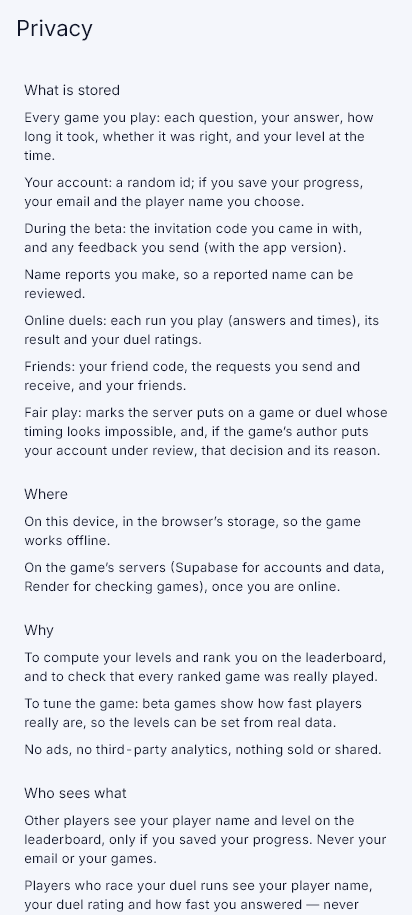 Privacy
What is stored
Every game you play: each question, your answer, how
long it took, whether it was right, and your level at the
time.
Your account: a random id; if you save your progress,
your email and the player name you choose.
During the beta: the invitation code you came in with,
and any feedback you send (with the app version).
Name reports you make, so a reported name can be
reviewed.
Online duels: each run you play (answers and times), its
result and your duel ratings.
Friends: your friend code, the requests you send and
receive, and your friends.
Fair play: marks the server puts on a game or duel whose
timing looks impossible, and, if the game’s author puts
your account under review, that decision and its reason.
Where
On this device, in the browser’s storage, so the game
works offline.
On the game’s servers (Supabase for accounts and data,
Render for checking games), once you are online.
Why
To compute your levels and rank you on the leaderboard,
and to check that every ranked game was really played.
To tune the game: beta games show how fast players
really are, so the levels can be set from real data.
No ads, no third-party analytics, nothing sold or shared.
Who sees what
Other players see your player name and level on the
leaderboard, only if you saved your progress. Never your
email or your games.
Players who race your duel runs see your player name,
your duel rating and how fast you answered — never